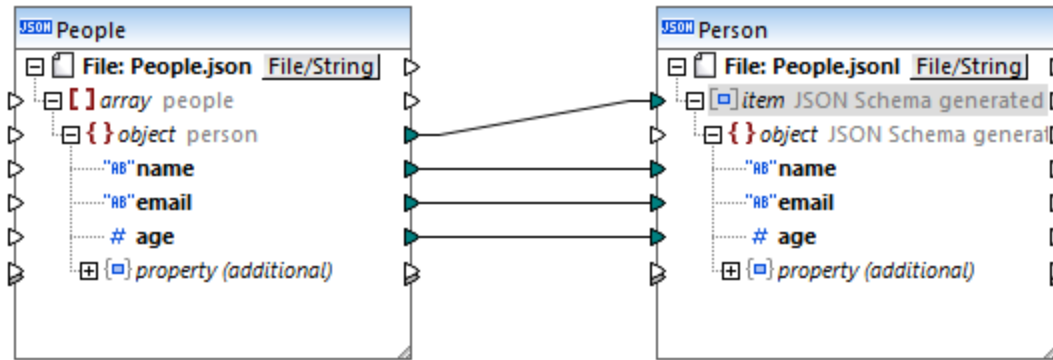 JSON People
File: People.json File/String
[ ] array people
{ } object person
"AB" name
"AB" email
# age
{ } property (additional)
JSON Person
File: People.jsonl File/String
[ ] item JSON Schema generated
{ } object JSON Schema generat
"AB" name
"AB" email
# age
{ } property (additional)